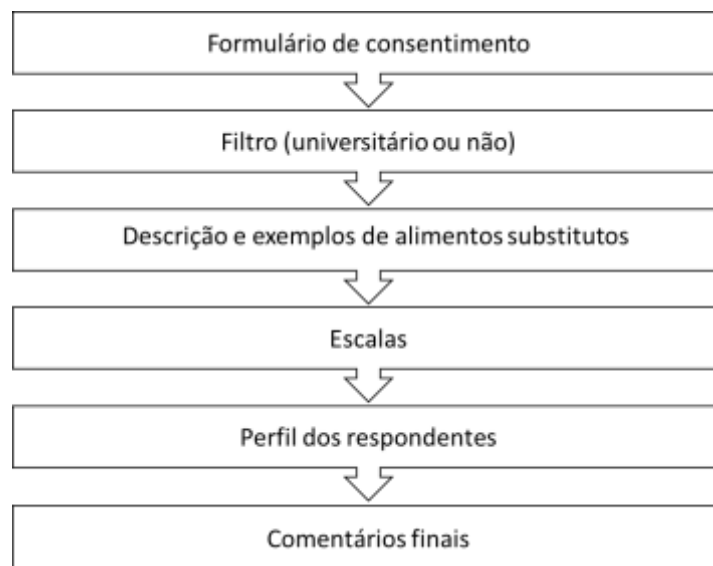 Formulário de consentimento
Filtro (universitário ou não)
Descrição e exemplos de alimentos substitutos
Escalas
Perfil dos respondentes
Comentários finais